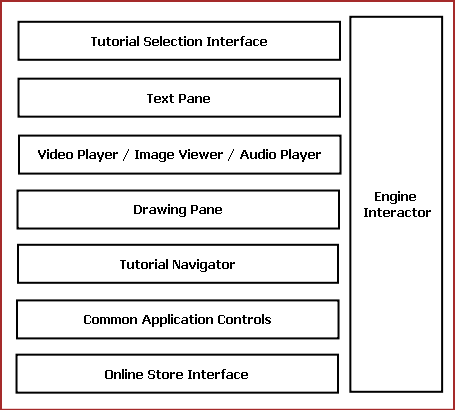 Tutorial Selection Interface
Text Pane
Video Player / Image Viewer / Audio Player
Drawing Pane
Tutorial Navigator
Common Application Controls
Online Store Interface
Engine
Interactor